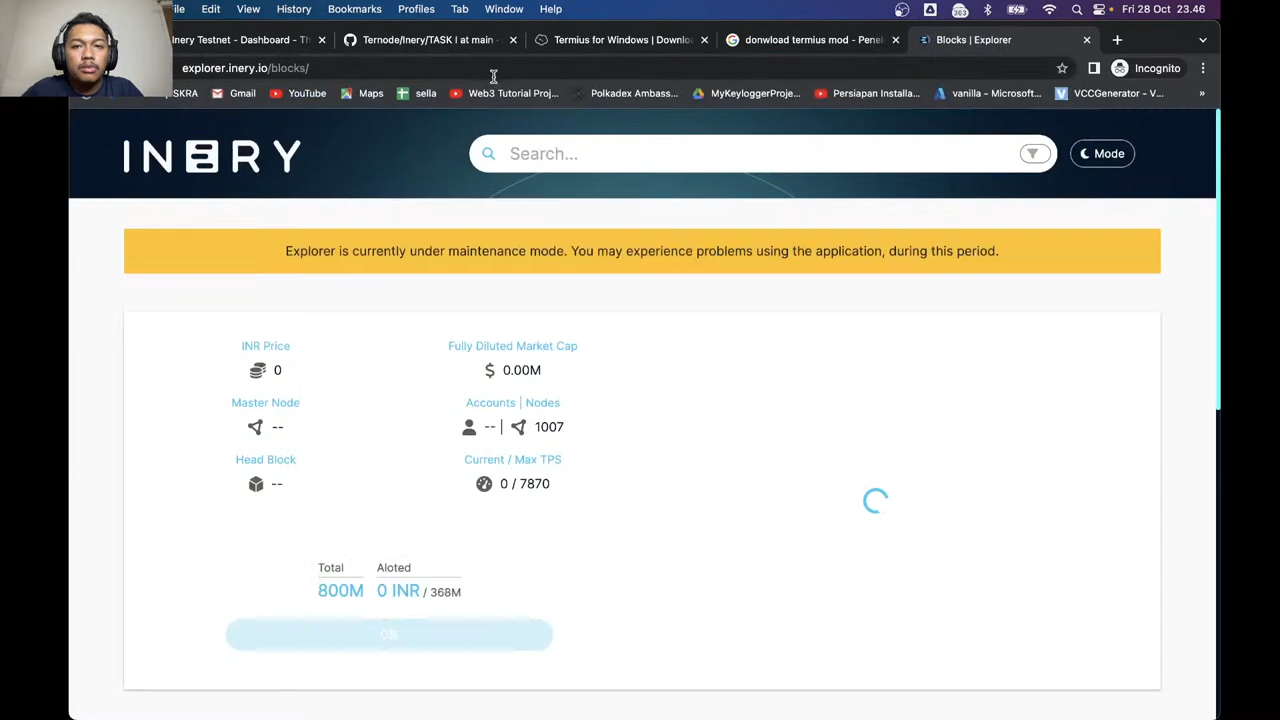 File Edit View History Bookmarks Profiles Tab Window Help 363 Fri 28 Oct 23.46
Inery Testnet - Dashboard - Th
Ternode/Inery/TASK I at main
Termius for Windows | Downlo
donwload termius mod - Penel
Blocks | Explorer
explorer.inery.io/blocks/
Incognito
SKRA Gmail YouTube Maps sella Web3 Tutorial Proj... Polkadex Ambass... MyKeyloggerProje... Persiapan Installa... vanilla - Microsoft... VCCGenerator - V... »
INERY
Search...
Mode
Explorer is currently under maintenance mode. You may experience problems using the application, during this period.
INR Price
0
Fully Diluted Market Cap
$ 0.00M
Master Node
--
Accounts | Nodes
-- | 1007
Head Block
--
Current / Max TPS
0 / 7870
Total Aloted
800M 0 INR / 368M
0%